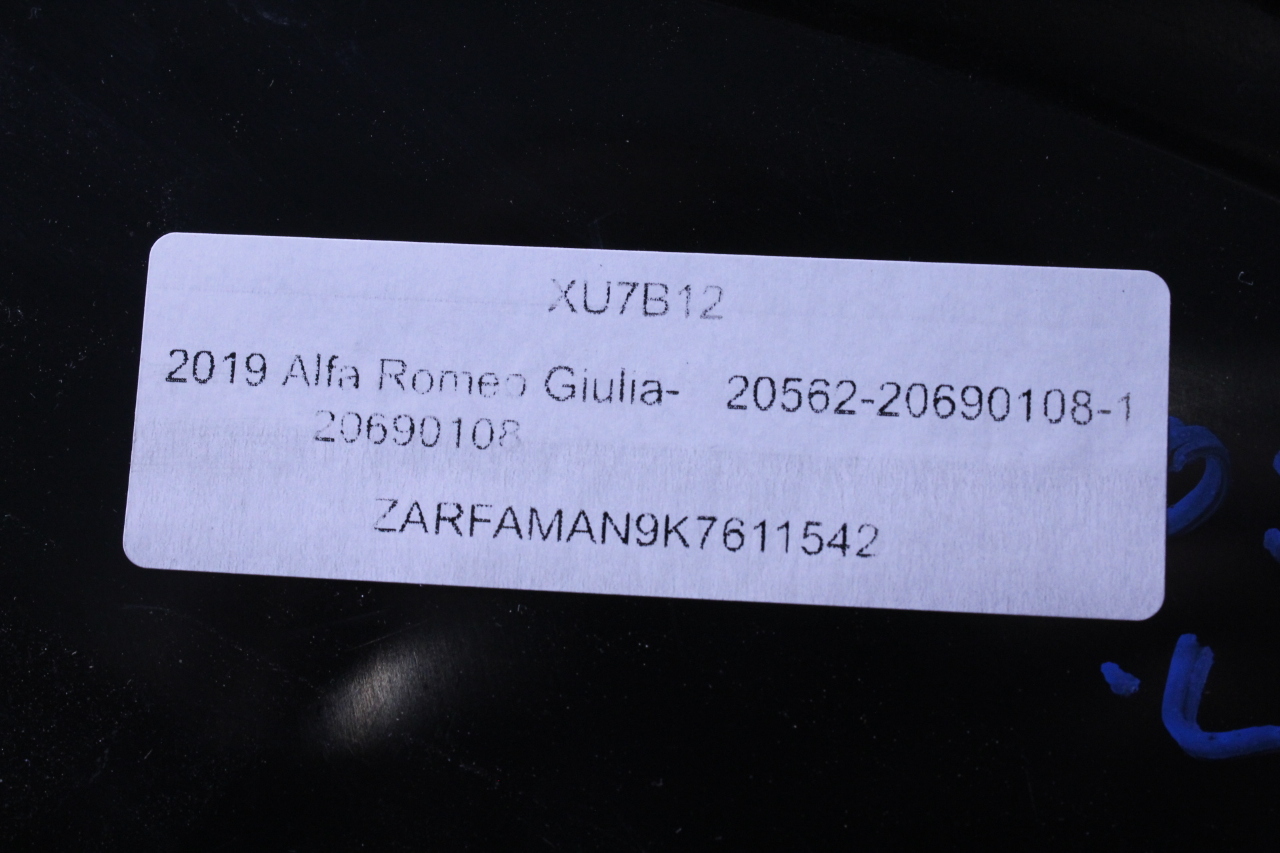 XU7B12
2019 Alfa Romeo Giulia- 20562-20690108-1
20690108
ZARFAMAN9K7611542